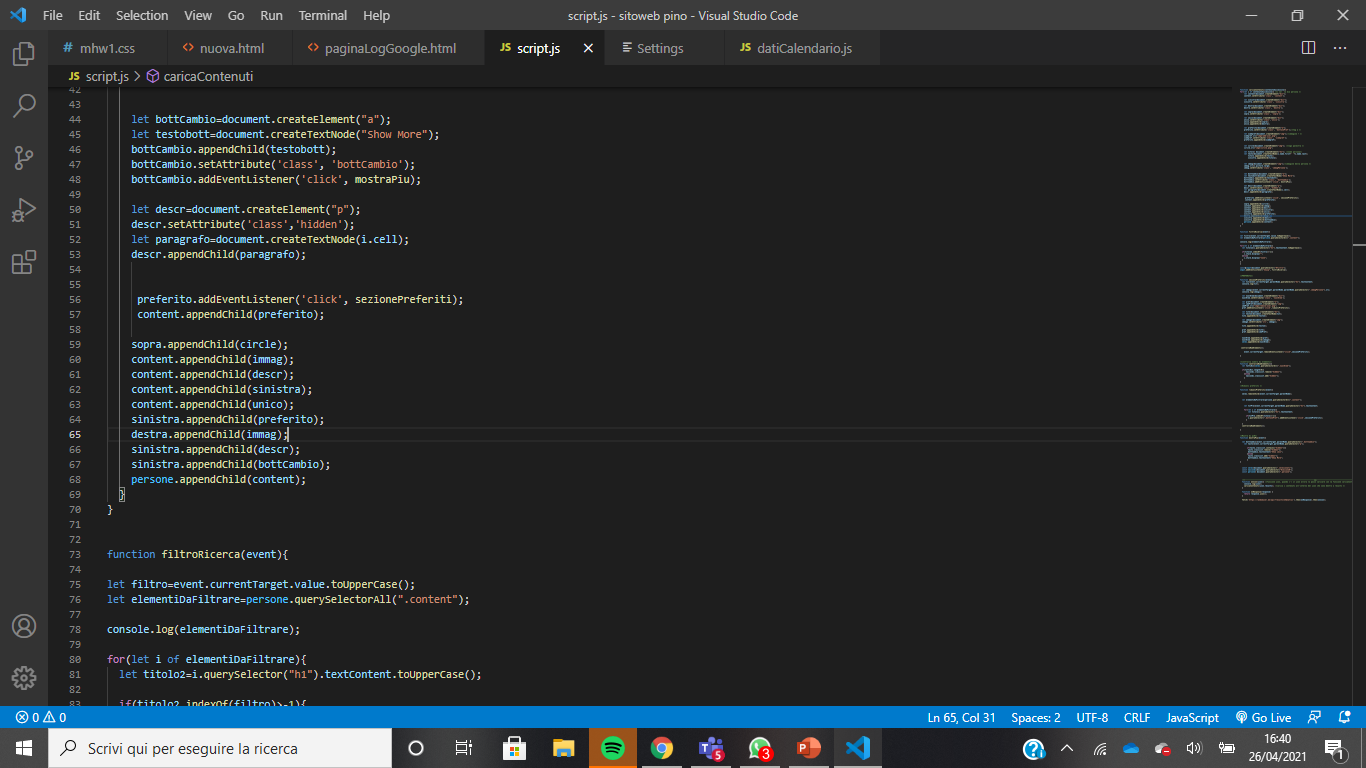 File Edit Selection View Go Run Terminal Help script.js - sitoweb pino - Visual Studio Code
# mhw1.css <> nuova.html <> paginaLogGoogle.html JS script.js × Settings JS datiCalendario.js ...
JS script.js > caricaContenuti
42
43
44 let bottCambio=document.createElement("a");
45 let testobott=document.createTextNode("Show More");
46 bottCambio.appendChild(testobott);
47 bottCambio.setAttribute('class', 'bottCambio');
48 bottCambio.addEventListener('click', mostraPiu);
49
50 let descr=document.createElement("p");
51 descr.setAttribute('class','hidden');
52 let paragrafo=document.createTextNode(i.cell);
53 descr.appendChild(paragrafo);
54
55
56 preferito.addEventListener('click', sezionePreferiti);
57 content.appendChild(preferito);
58
59 sopra.appendChild(circle);
60 content.appendChild(immag);
61 content.appendChild(descr);
62 content.appendChild(sinistra);
63 content.appendChild(unico);
64 sinistra.appendChild(preferito);
65 destra.appendChild(immag);
66 sinistra.appendChild(descr);
67 sinistra.appendChild(bottCambio);
68 persone.appendChild(content);
69 }
70 }
71
72
73 function filtroRicerca(event){
74
75 let filtro=event.currentTarget.value.toUpperCase();
76 let elementiDaFiltrare=persone.querySelectorAll(".content");
77
78 console.log(elementiDaFiltrare);
79
80 for(let i of elementiDaFiltrare){
81 let titolo2=i.querySelector("h1").textContent.toUpperCase();
82
83 if(titolo2.indexOf(filtro)>-1){
0 0 Ln 65, Col 31 Spaces: 2 UTF-8 CRLF JavaScript Go Live
Scrivi qui per eseguire la ricerca 5 3 16:40
26/04/2021 1